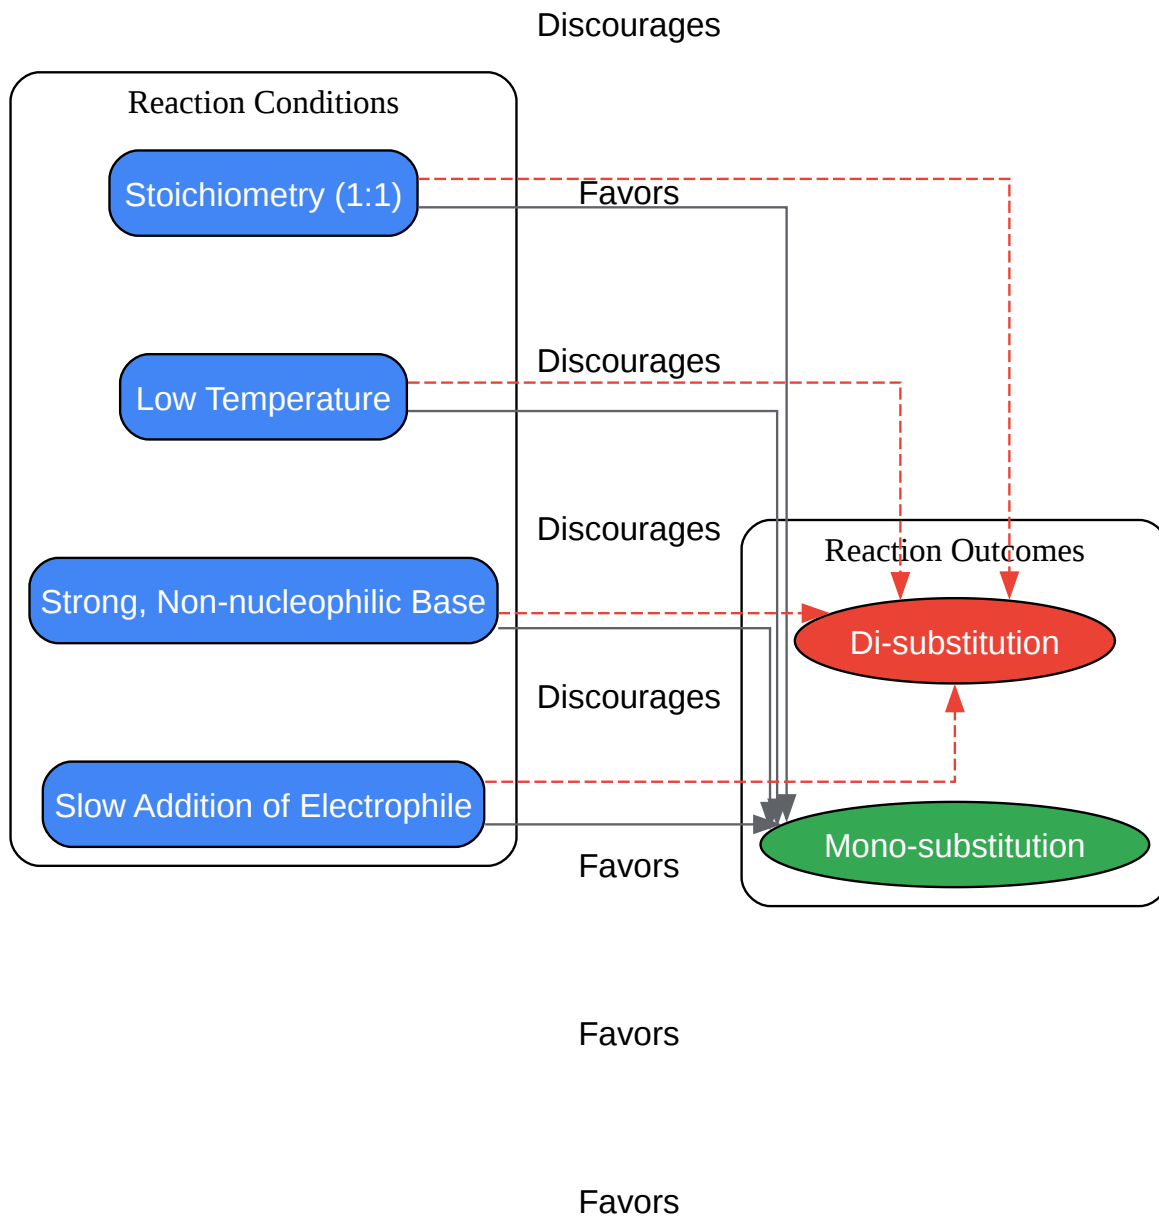 Discourages
Reaction Conditions
Stoichiometry (1:1)
Favors
Discourages
Low Temperature
Discourages
Reaction Outcomes
Strong, Non-nucleophilic Base
Di-substitution
Discourages
Slow Addition of Electrophile
Mono-substitution
Favors
Favors
Favors